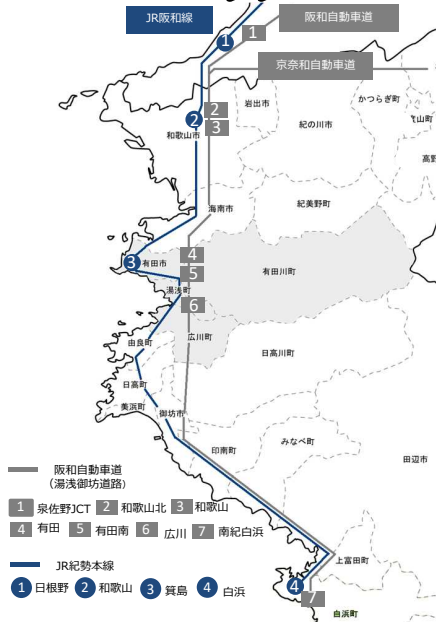 JR阪和線
阪和自動車道
1
1
京奈和自動車道
かつらぎ町
岩出市
2
2
紀の川市
3
和歌山市
海南市
紀美野町
4
3
有田市
5
有田川町
湯浅町
6
広川町
由良町
日高川町
日高町
美浜町
御坊市
みなべ町
印南町
田辺市
阪和自動車道
(湯浅御坊道路)
1 泉佐野JCT 2 和歌山北 3 和歌山
4 有田 5 有田南 6 広川 7 南紀白浜
上富田町
JR紀勢本線
1 日根野 2 和歌山 3 箕島 4 白浜
4
7
白浜町